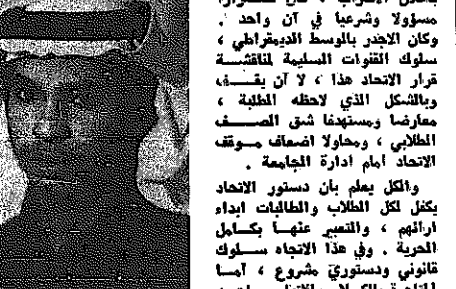 مسؤولا وشرعيا في آن واحد .
وكان الاجدر بالوسط الديمقراطي ،
سلوك القنوات السليمة لمناقشة
قرار الاتحاد هذا ، لا آن يقف
وبالشكل الذي لاحظه الطلبة ،
معارضا ومستهدفا شق الصف
الطلابي ، ومحاولا اضعاف موقف
الاتحاد امام ادارة الجامعة .
والكل يعلم بأن دستور الاتحاد
يكفل لكل الطلاب والطالبات ابداء
ارائهم ، والتعبير عنها بكامل
الحرية . وفي هذا الاتجاه سلوك
قانوني ودستوري مشروع ، أما